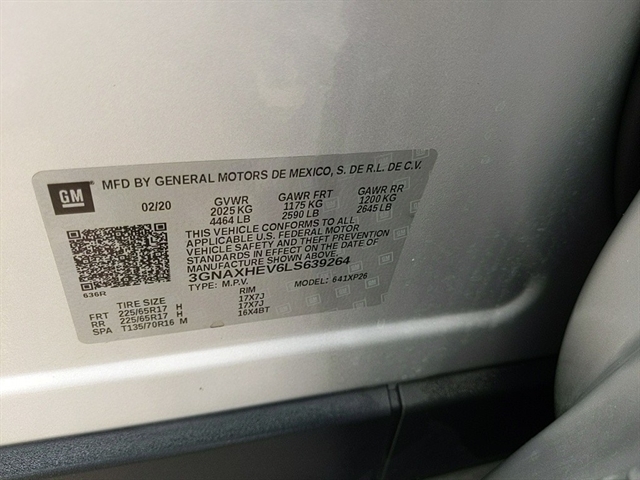 GM
MFD BY GENERAL MOTORS DE MEXICO, S. DE R.L. DE C.V.
02/20 GVWR GAWR FRT GAWR RR
2025 KG 1175 KG 1200 KG
4464 LB 2590 LB 2645 LB
THIS VEHICLE CONFORMS TO ALL
APPLICABLE U.S. FEDERAL MOTOR
VEHICLE SAFETY STANDARDS IN
EFFECT ON THE DATE OF
MANUFACTURE SHOWN ABOVE.
3GNAXHEV6LS639264
636R
TYPE: M.P.V. MODEL: 641XP26
TIRE SIZE RIM
FRT 225/65R17 H 17X7J
RR 225/65R17 H 17X7J
SPA T135/70R16 M 16X4BT